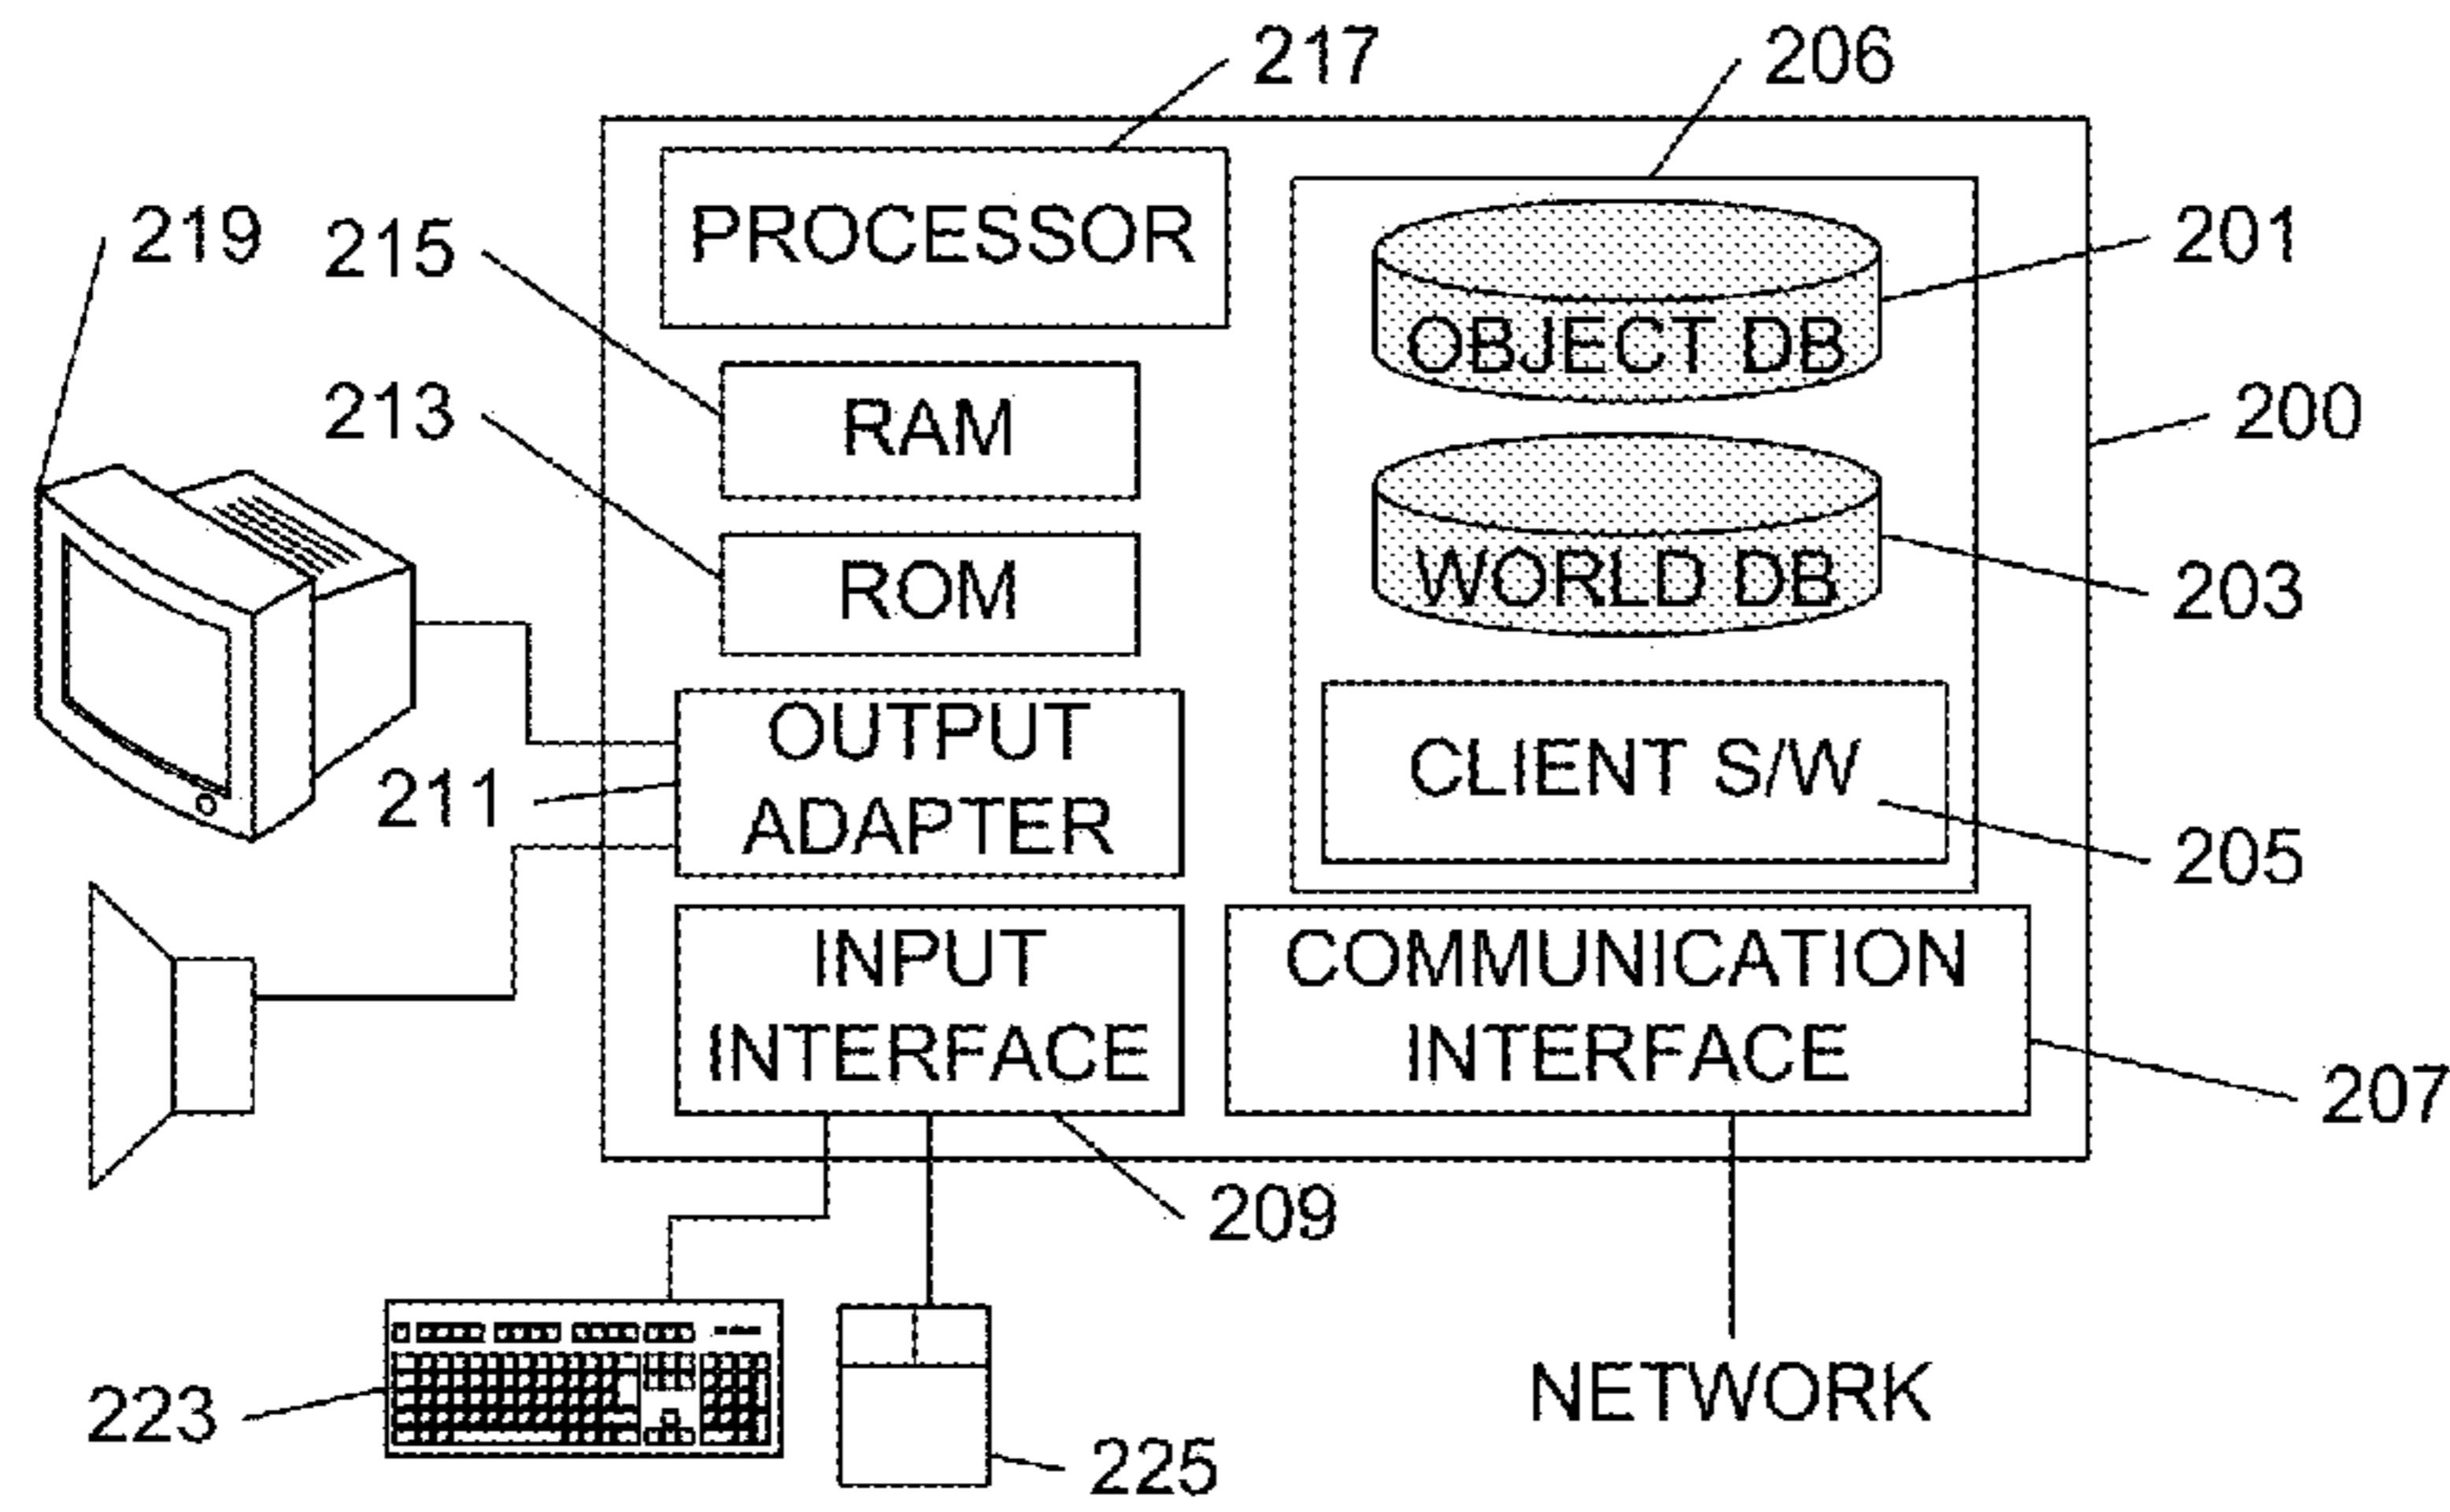 217
206
219
215
PROCESSOR
201
OBJECT DB
213
RAM
200
ROM
WORLD DB
203
OUTPUT
ADAPTER
211
CLIENT S/W
205
INPUT
INTERFACE
COMMUNICATION
INTERFACE
207
209
223
225
NETWORK